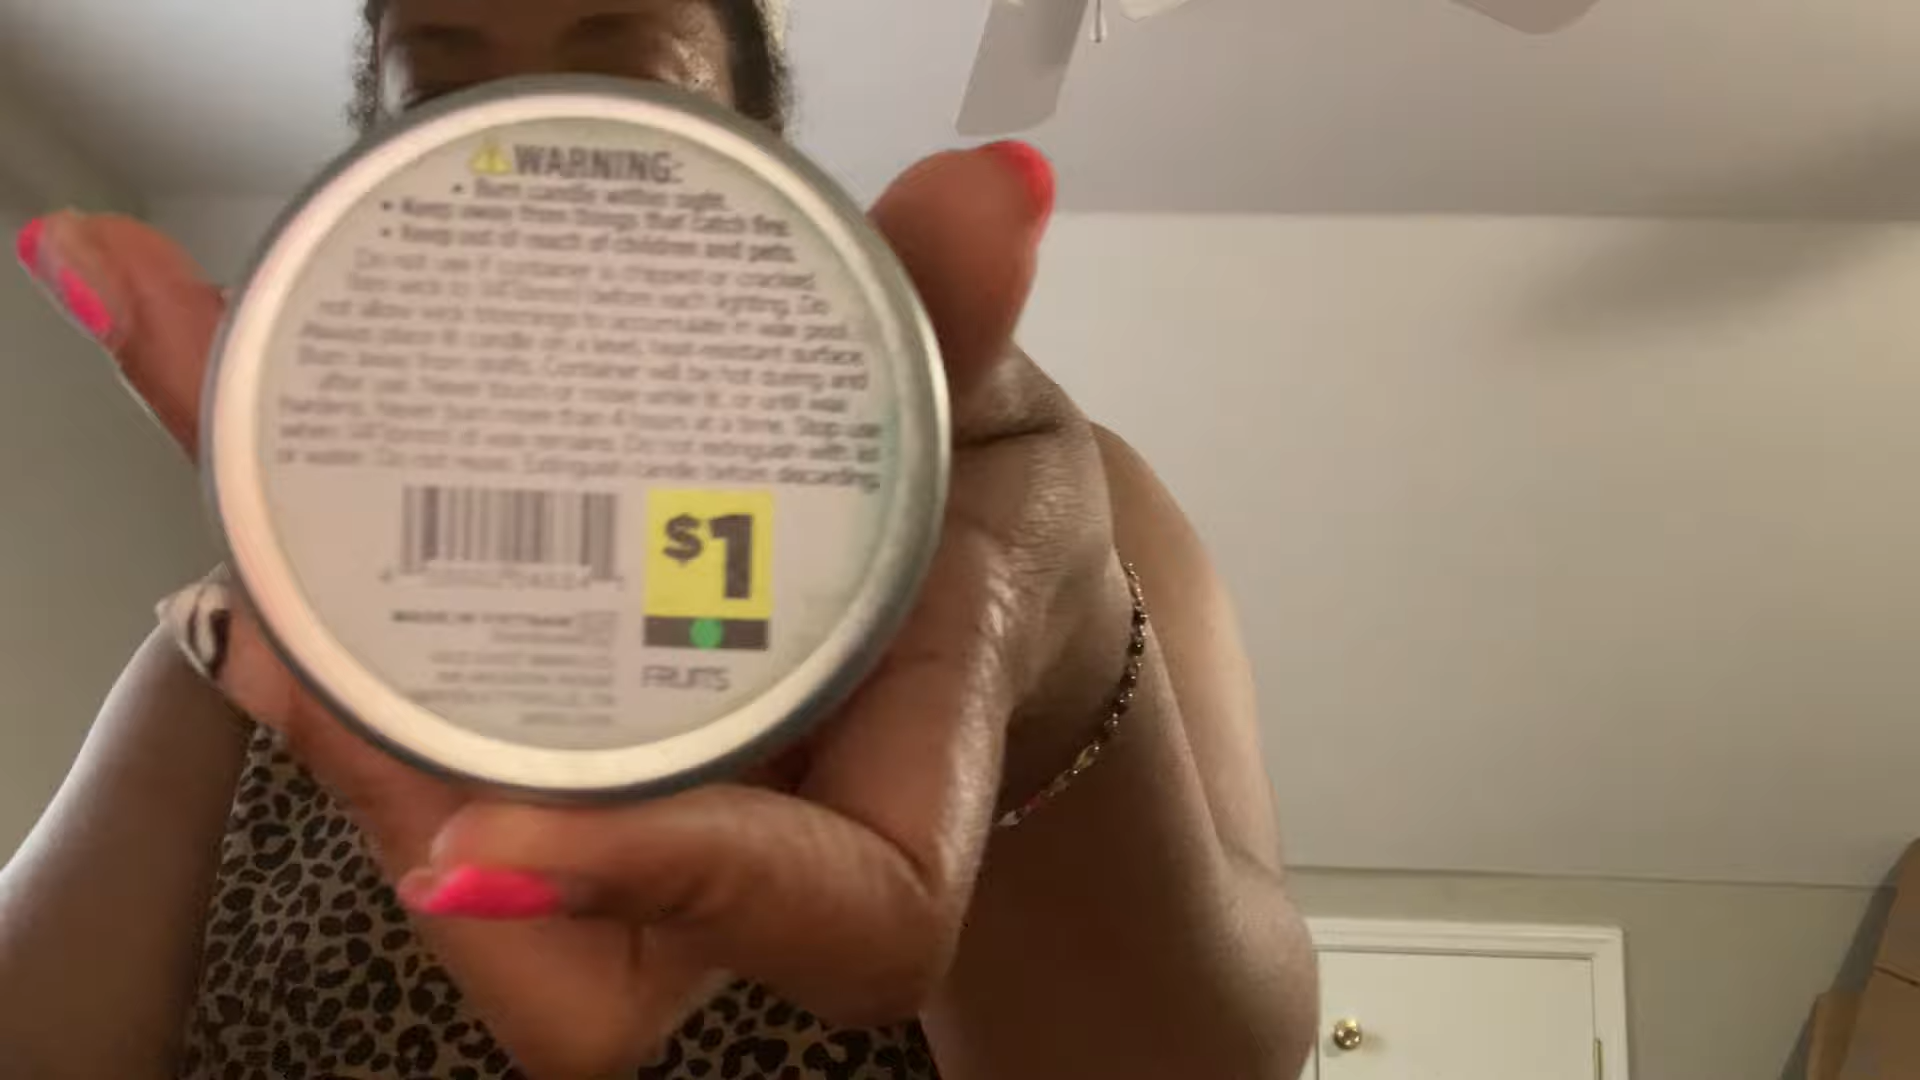 WARNING:
• Burn candle within sight.
• Keep away from things that catch fire.
• Keep out of reach of children and pets.
Do not use if container is chipped or cracked.
Trim wick to 1/4"(6mm) before each lighting. Do
not allow wick trimmings to accumulate in wax pool.
Always place lit candle on a level, heat-resistant surface.
Burn away from drafts. Container will be hot during and
after use. Never touch or move while lit, or until wax
hardens. Never burn more than 4 hours at a time. Stop use
when 1/4"(6mm) of wax remains. Do not extinguish with lid
or water. Do not reuse. Extinguish candle before discarding.
$1
MADE IN VIETNAM
FRUITS